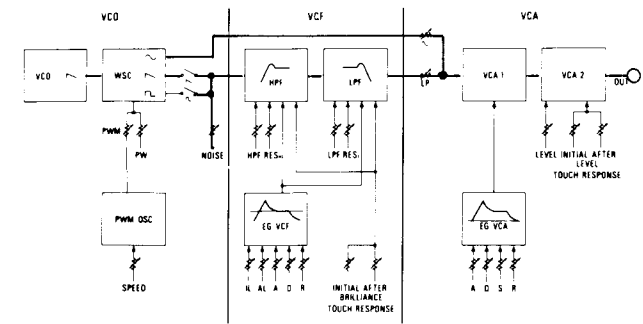 VCO
VCF
VCA
VCO
WSC
HPF
LPF
LP
VCA 1
VCA 2
OUT
PWM
PW
NOISE
HPF RES
LPF RES
LEVEL INITIAL AFTER
LEVEL
TOUCH RESPONSE
PWM OSC
EG VCF
EG VCA
SPEED
IL AL A D R
INITIAL AFTER
BRILLIANCE
TOUCH RESPONSE
A D S R